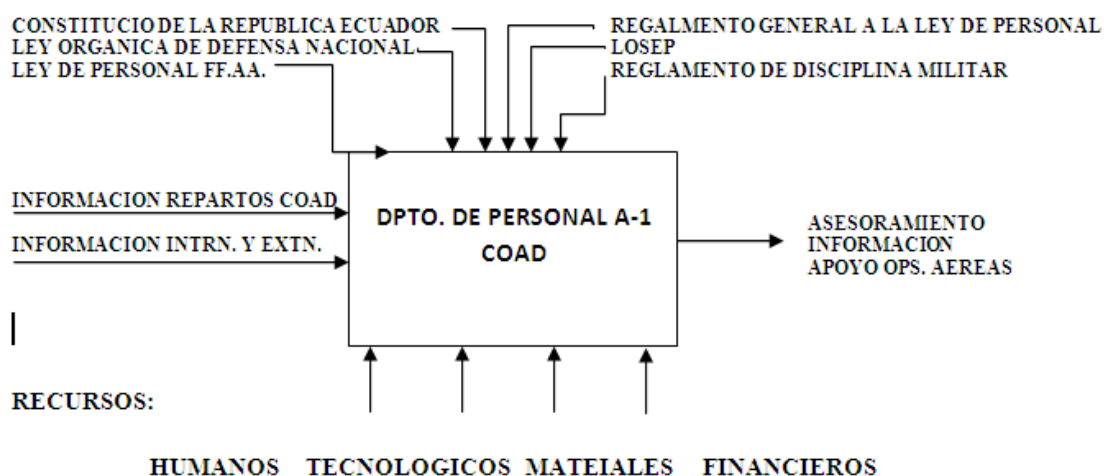 CONSTITUCIO DE LA REPUBLICA ECUADOR
LEY ORGANICA DE DEFENSA NACIONAL
LEY DE PERSONAL FF.AA.
REGALMENTO GENERAL A LA LEY DE PERSONAL
LOSEP
REGLAMENTO DE DISCIPLINA MILITAR
INFORMACION REPARTOS COAD
INFORMACION INTRN. Y EXTN.
DPTO. DE PERSONAL A-1
COAD
ASESORAMIENTO
INFORMACION
APOYO OPS. AEREAS
RECURSOS:
HUMANOS TECNOLOGICOS MATEIALES FINANCIEROS